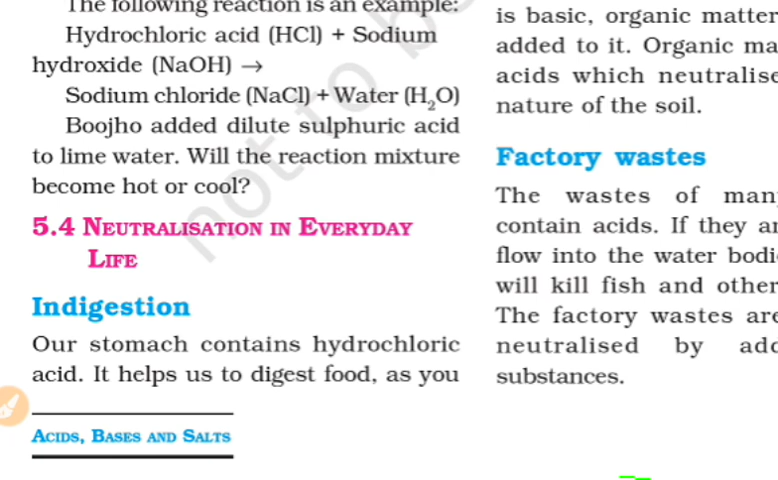 The following reaction is an example:
Hydrochloric acid (HCl) + Sodium
hydroxide (NaOH) →
Sodium chloride (NaCl) + Water (H₂O)
Boojho added dilute sulphuric acid
to lime water. Will the reaction mixture
become hot or cool?
5.4 NEUTRALISATION IN EVERYDAY
LIFE
Indigestion
Our stomach contains hydrochloric
acid. It helps us to digest food, as you
ACIDS, BASES AND SALTS
is basic, organic matter
added to it. Organic
acids which neutralise
nature of the soil.
Factory wastes
The wastes of
contain acids. If they
flow into the water
will kill fish and other
The factory wastes are
neutralised by
substances.
not to be